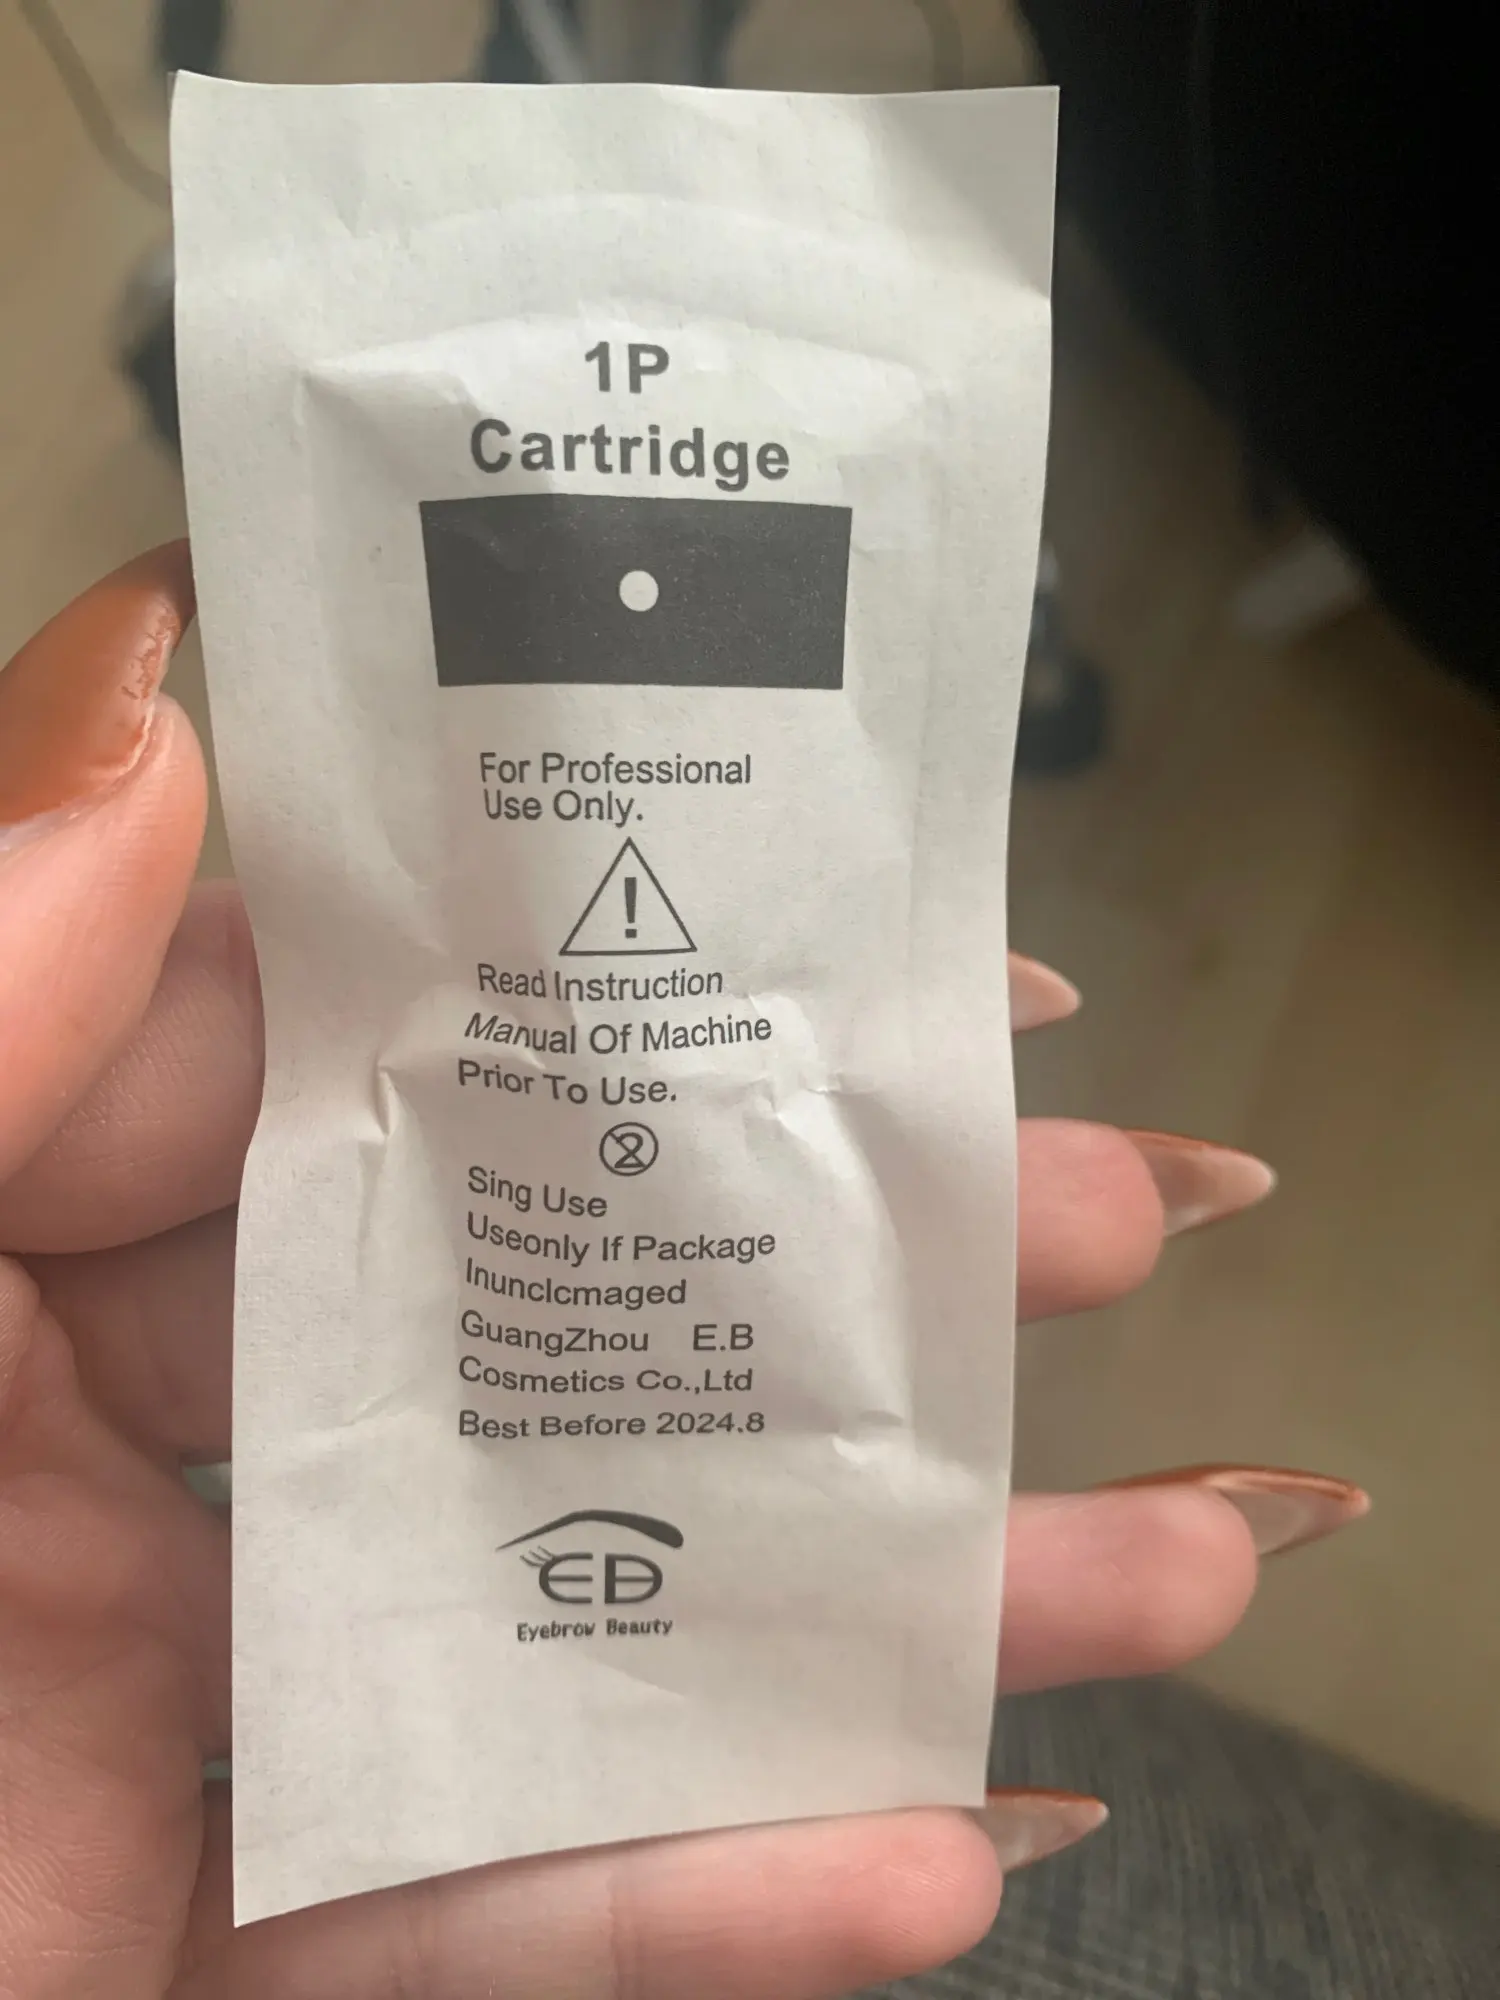 1P
Cartridge
For Professional
Use Only.
!
Read Instruction
Manual Of Machine
Prior To Use.
2
Sing Use
Useonly If Package
Inunclcmaged
GuangZhou E.B
Cosmetics Co.,Ltd
Best Before 2024.8
EB
Eyebrow Beauty